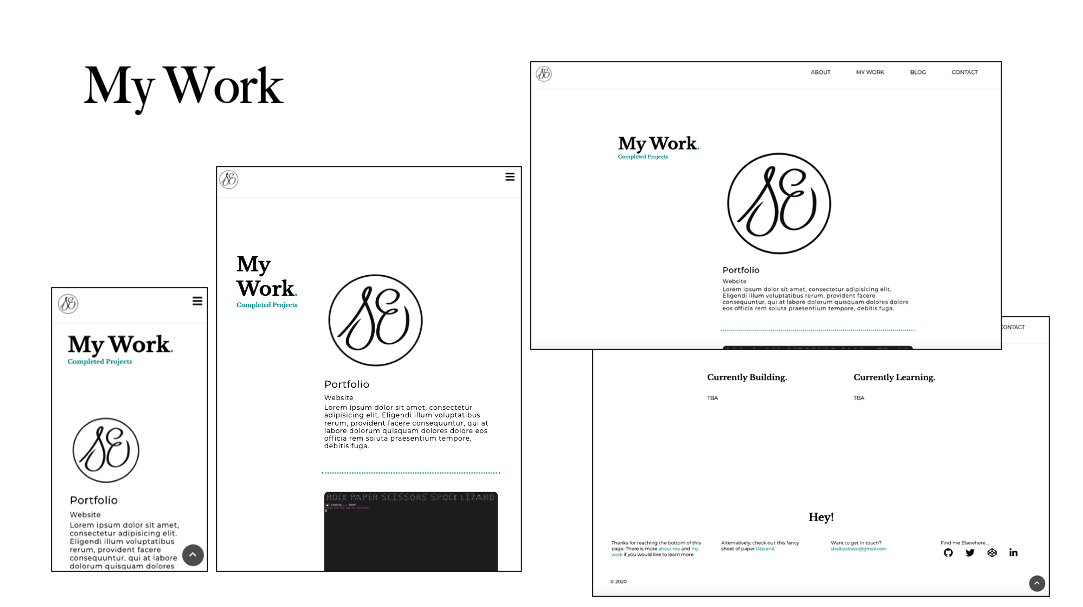 My Work
My Work.
Completed Projects
Portfolio
Website
Lorem ipsum dolor sit amet, consectetur adipisicing elit.
Eligendi illum voluptatibus rerum, provident facere
consequuntur, qui at labore
dolorum quisquam dolores
My
Work.
Completed Projects
Portfolio
Website
Lorem ipsum dolor sit amet, consectetur
adipisicing elit. Eligendi illum voluptatibus
rerum, provident facere consequuntur, qui at
labore dolorum quisquam dolores dolore eos
officia rem soluta praesentium tempore,
debitis fuga.
ROCK PAPER SCISSORS SPOCK LIZARD
ABOUT MY WORK BLOG CONTACT
My Work.
Completed Projects
Portfolio
Website
Lorem ipsum dolor sit amet, consectetur adipisicing elit.
Eligendi illum voluptatibus rerum, provident facere
consequuntur, qui at labore dolorum quisquam dolores dolore eos
officia rem soluta praesentium tempore, debitis fuga.
CONTACT
Currently Building. Currently Learning.
TBA TBA
Hey!
Thanks for reaching the bottom of this
page. There is more about me and my
work if you would like to learn more.
Alternatively, check out this fancy
sheet of paper Résumé
Want to get in touch?
Find me Elsewhere...
© 2020